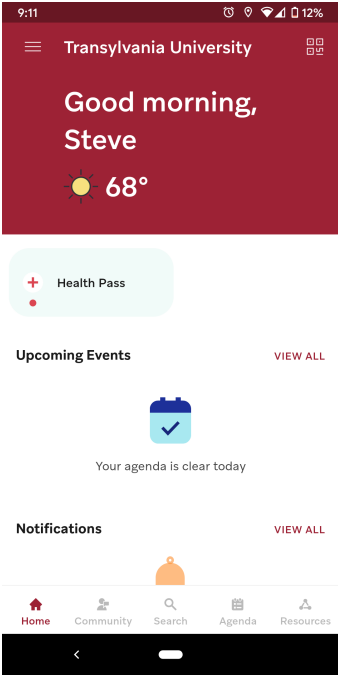 9:11
12%
Transylvania University
Good morning,
Steve
68°
Health Pass
Upcoming Events
VIEW ALL
Your agenda is clear today
Notifications
VIEW ALL
Home
Community
Search
Agenda
Resources